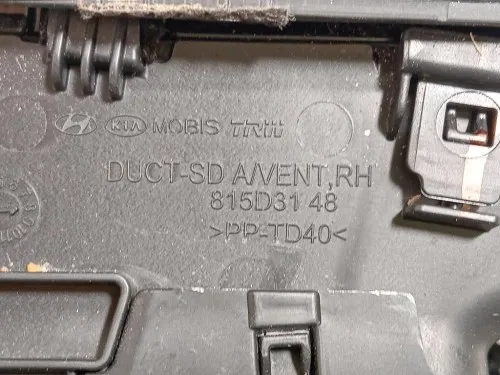 KIA MOBIS TRW
DUCT-SD A/VENT,RH
815D31 48
>PP-TD40<